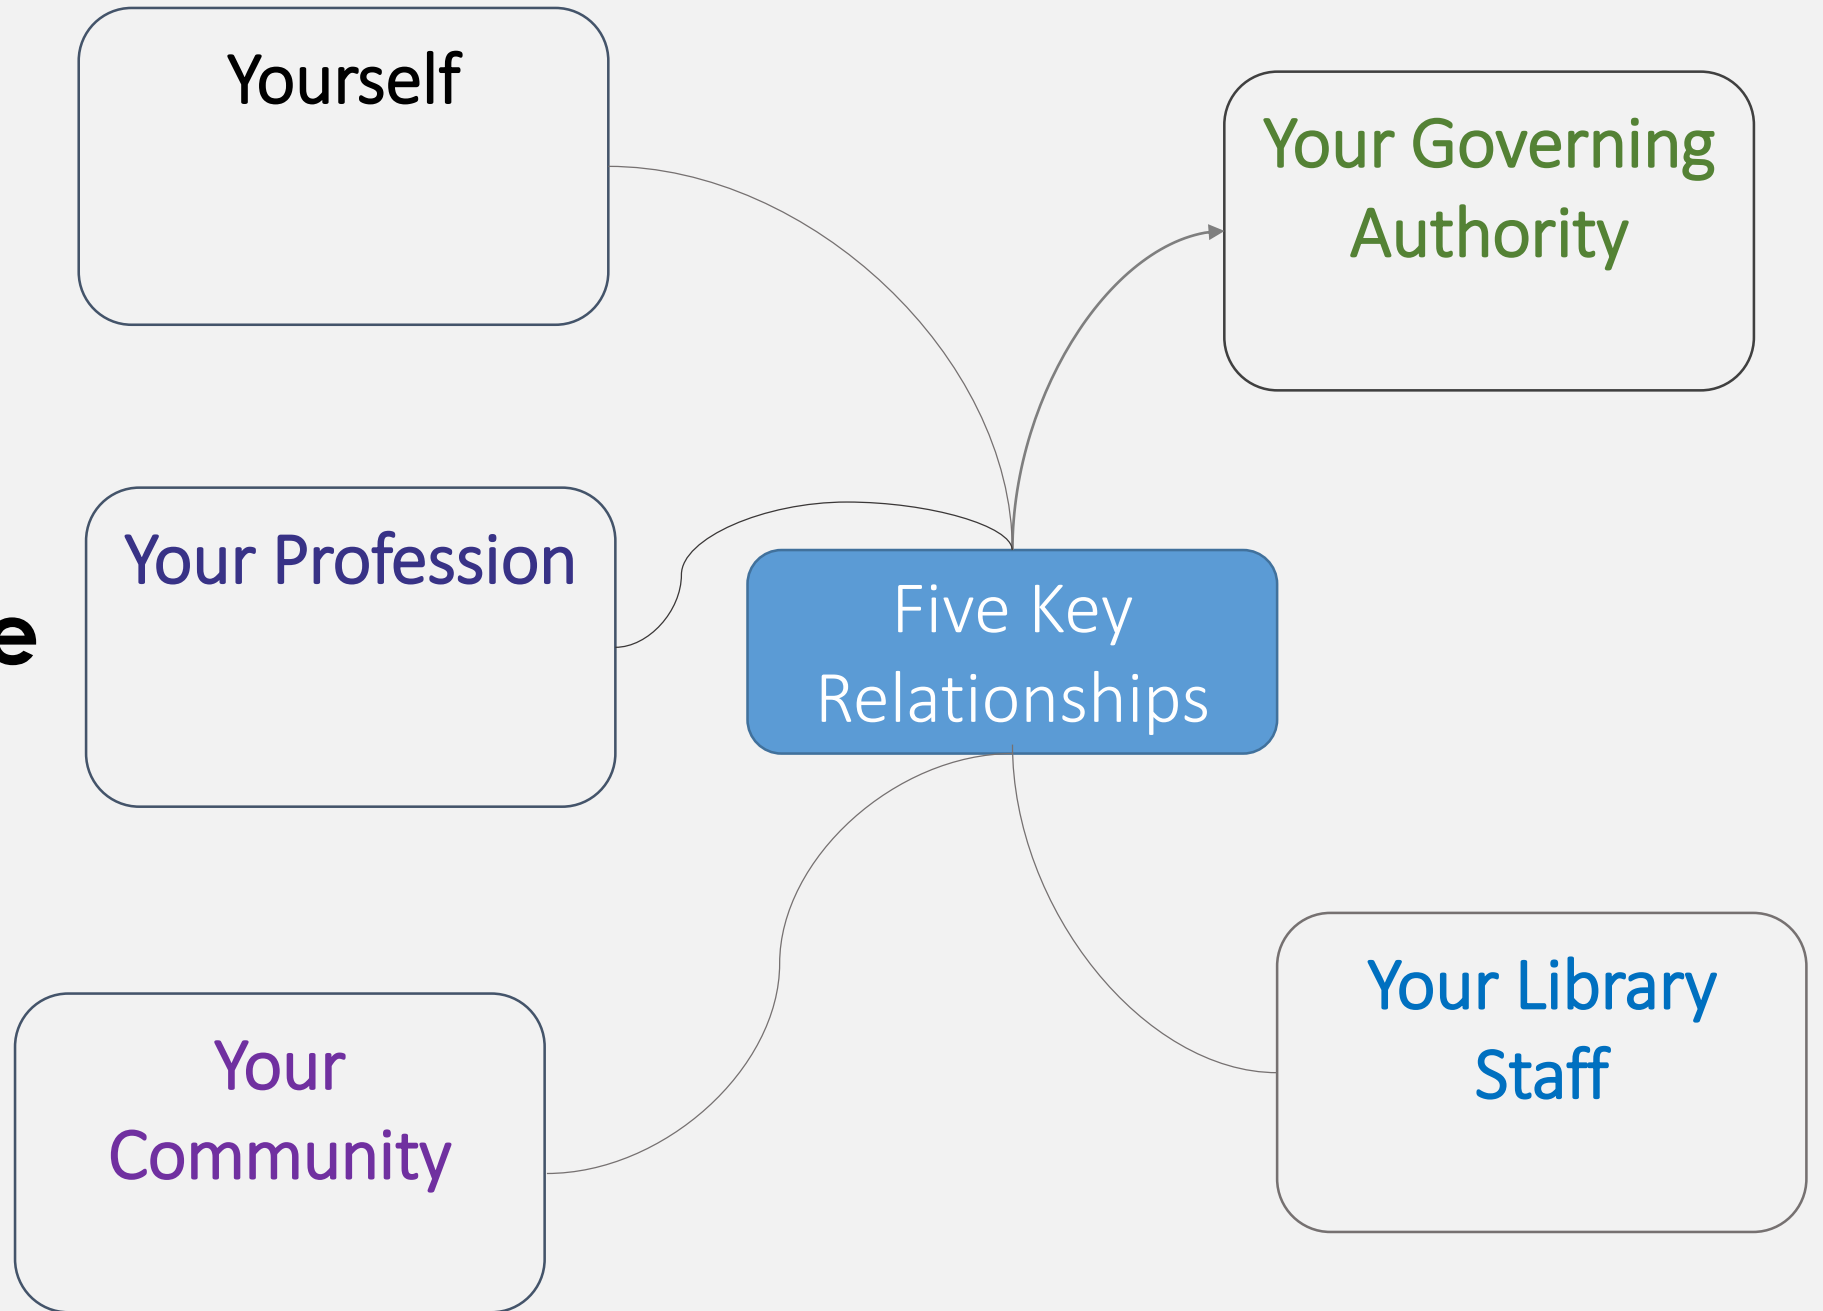 Yourself
Your Governing
Authority
Your Profession
e
Five Key
Relationships
Your Library
Staff
Your
Community